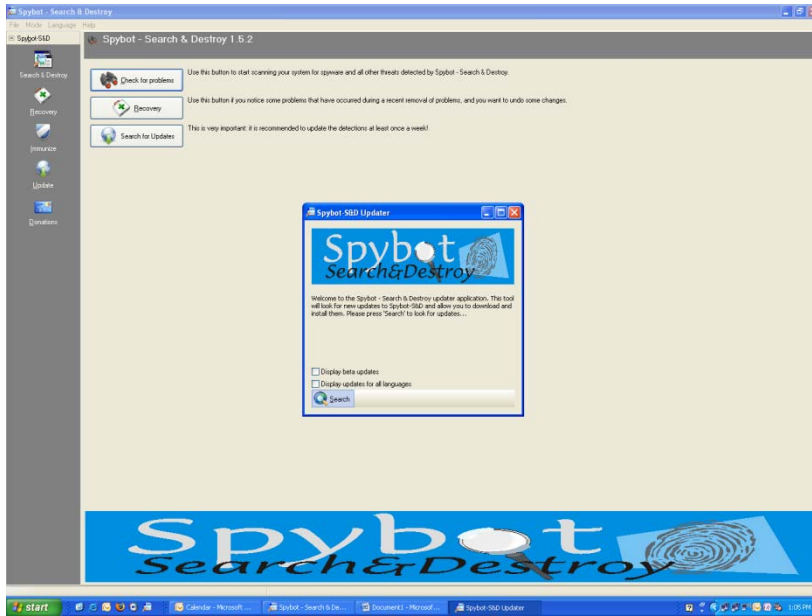 Spybot - Search & Destroy
File Mode Language Help
Spybot-S&D
Spybot - Search & Destroy 1.5.2
Search & Destroy
Recovery
Immunize
Update
Donations
Check for problems
Use this button to start scanning your system for spyware and all other threats detected by Spybot - Search & Destroy.
Recovery
Use this button if you notice some problems that have occurred during a recent removal of problems, and you want to undo some changes.
Search for Updates
This is very important: it is recommended to update the detections at least once a week!
Spybot-S&D Updater
Spybot
Search&Destroy
Welcome to the Spybot - Search & Destroy updater application. This tool
will look for new updates to Spybot-S&D and allow you to download and
install them. Please press 'Search' to look for updates...
Display beta updates
Display updates for all languages
Search
Spybot
Search&Destroy
start
Calendar - Microsoft ...
Spybot - Search & De...
Document1 - Microsof...
Spybot-S&D Updater
1:05 PM